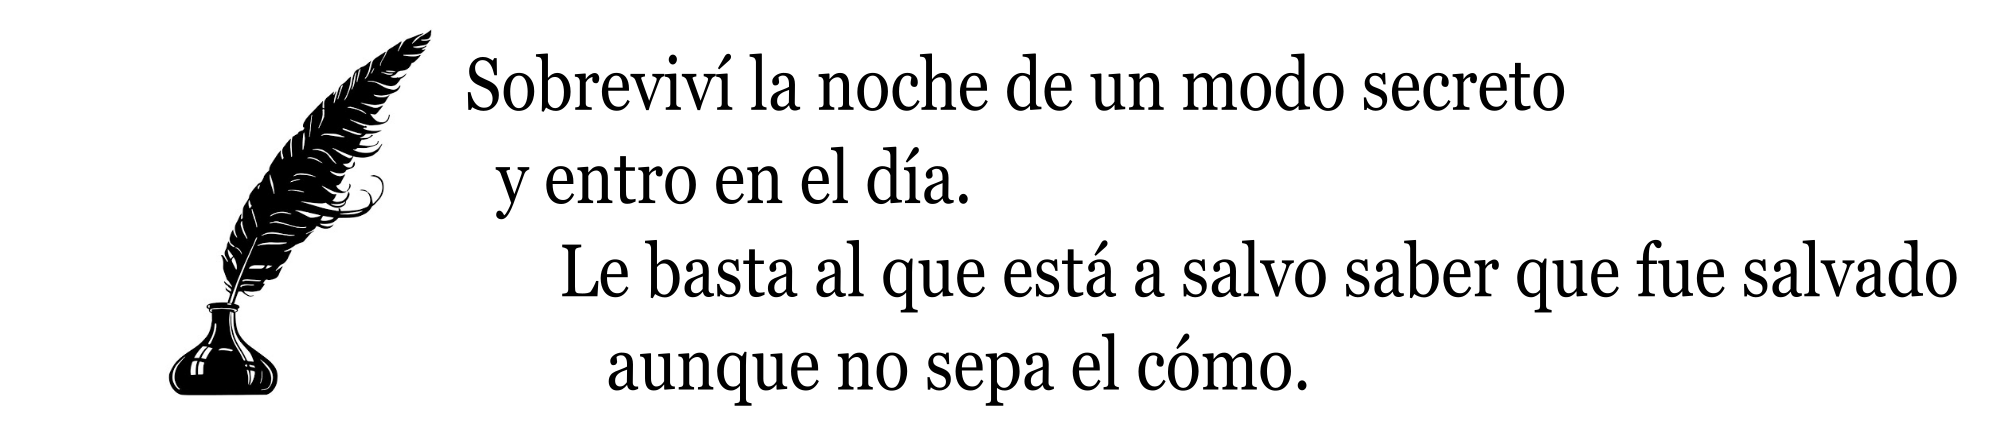 Sobreviví la noche de un modo secreto
y entro en el día.
Le basta al que está a salvo saber que fue salvado
aunque no sepa el cómo.